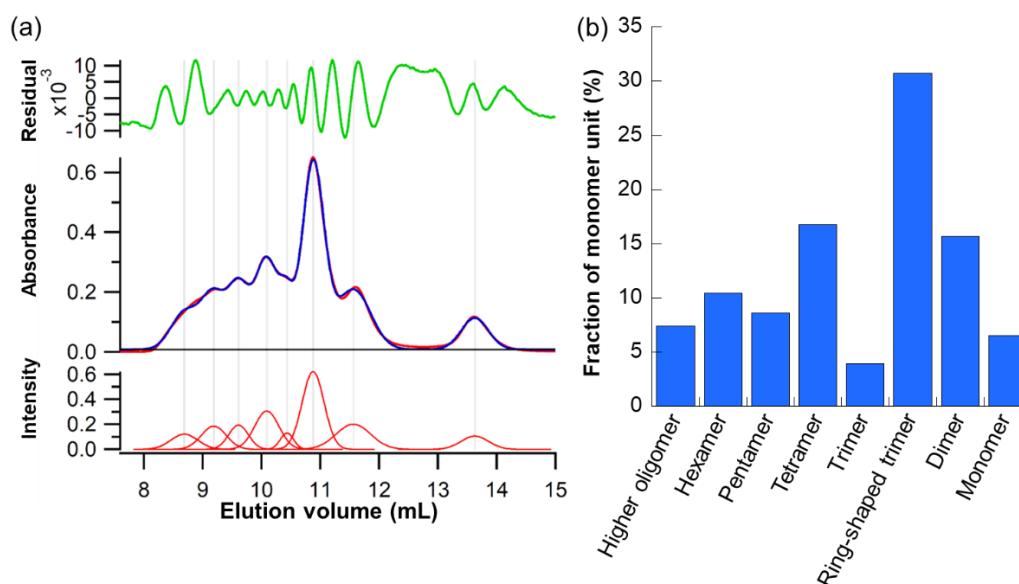 (a)
Residual
x10⁻³
10
5
0
-5
-10
Absorbance
0.6
0.4
0.2
0.0
Intensity
0.6
0.4
0.2
0.0
8 9 10 11 12 13 14 15
Elution volume (mL)
(b)
Fraction of monomer unit (%)
35
30
25
20
15
10
5
0
Higher oligomer
Hexamer
Pentamer
Tetramer
Trimer
Ring-shaped trimer
Dimer
Monomer